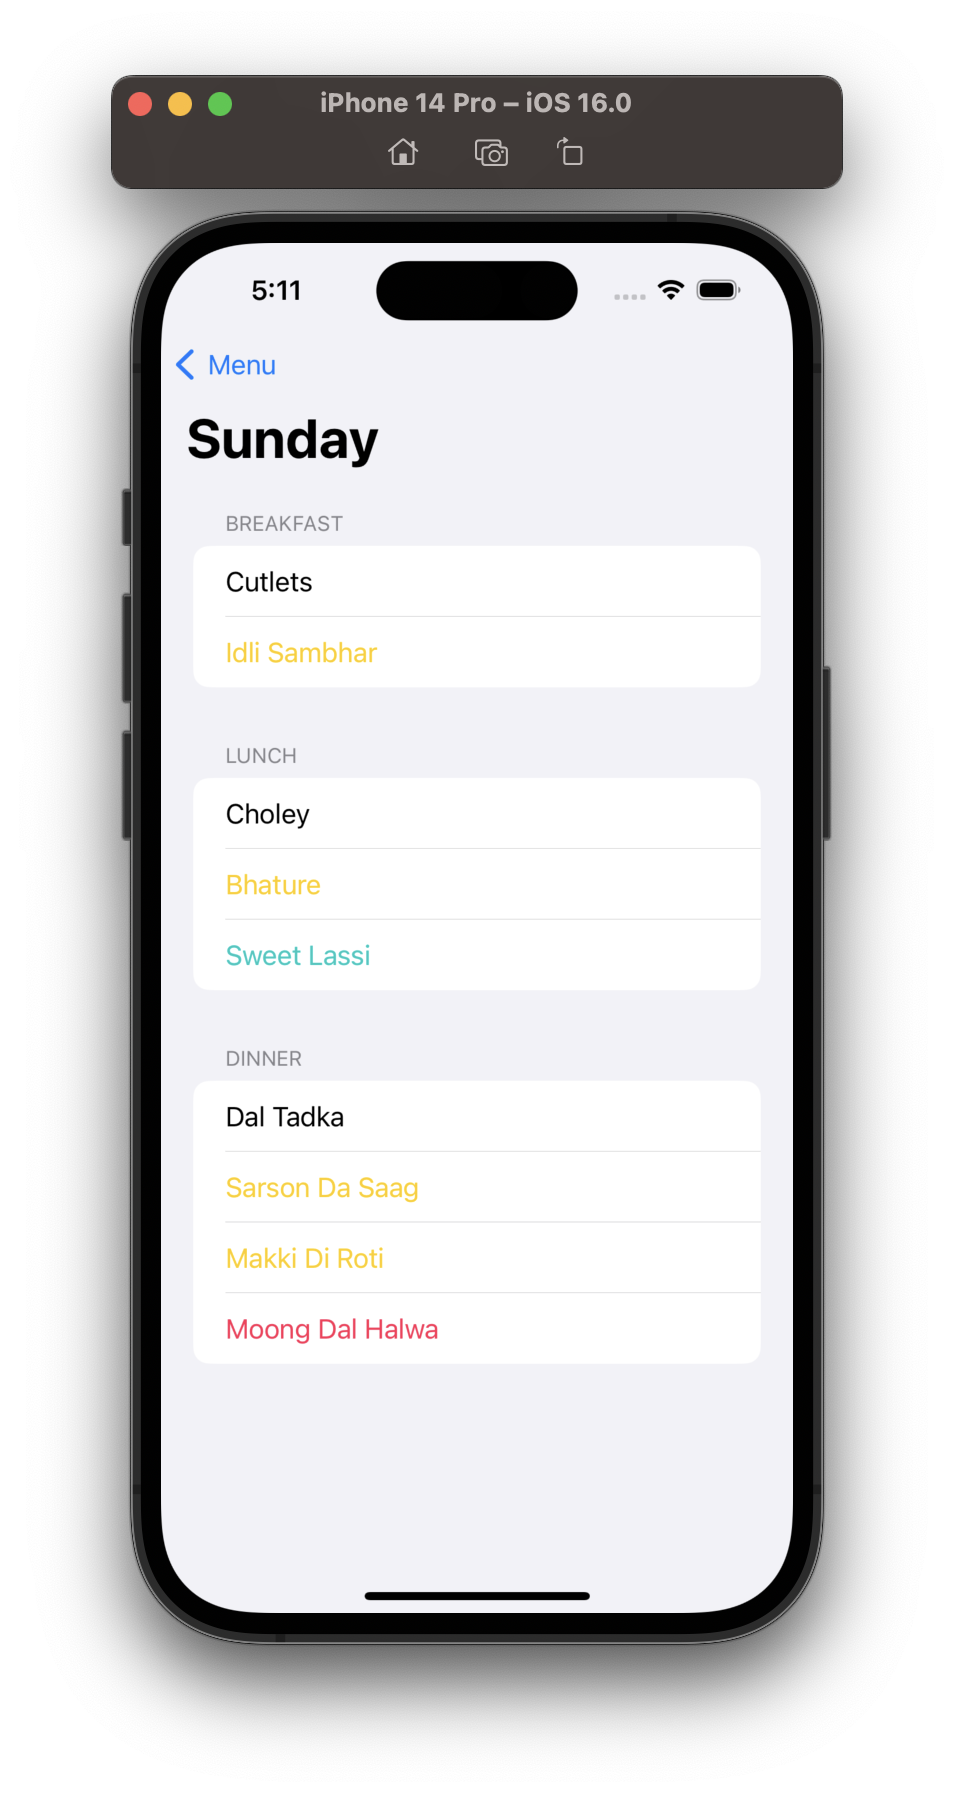 iPhone 14 Pro – iOS 16.0
5:11
Menu
Sunday
BREAKFAST
Cutlets
Idli Sambhar
LUNCH
Choley
Bhature
Sweet Lassi
DINNER
Dal Tadka
Sarson Da Saag
Makki Di Roti
Moong Dal Halwa